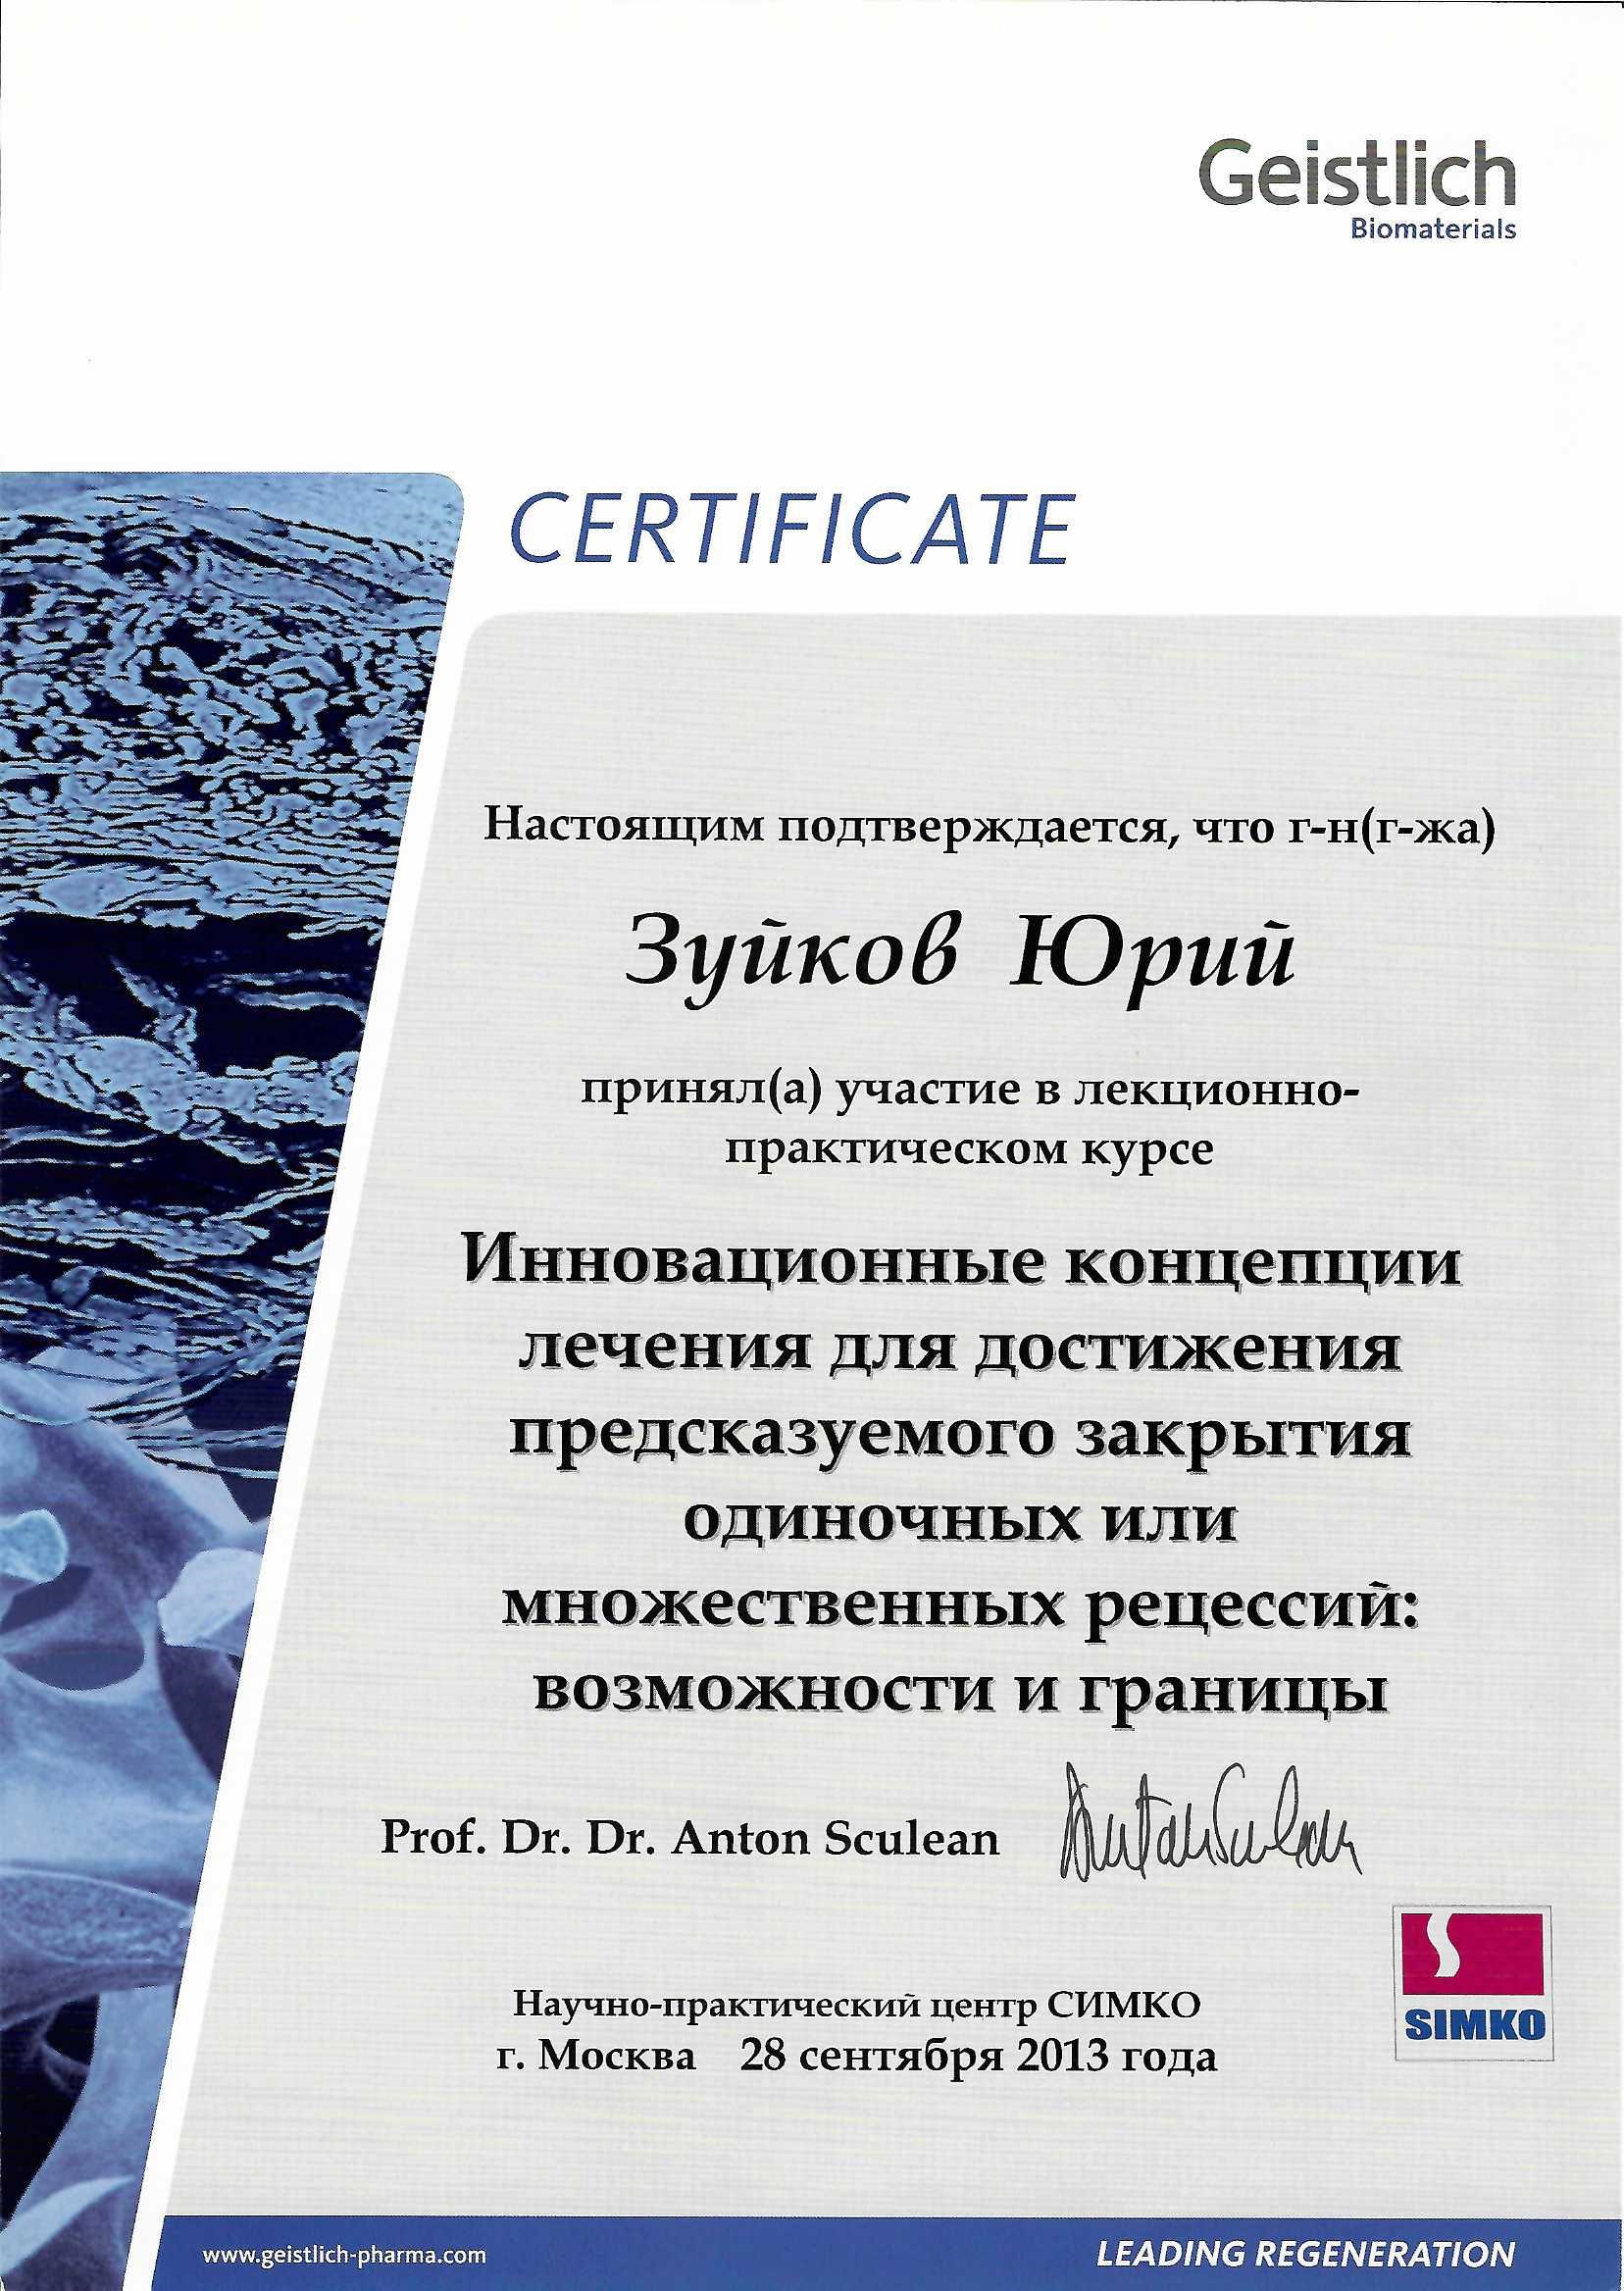 Geistlich
Biomaterials
CERTIFICATE
Настоящим подтверждается, что г-н(г-жа)
Зуйков Юрий
принял(а) участие в лекционно-
практическом курсе
Инновационные концепции
лечения для достижения
предсказуемого закрытия
одиночных или
множественных рецессий:
возможности и границы
Prof. Dr. Dr. Anton Sculean
Anton Sculean
SIMKO
Научно-практический центр СИМКО
г. Москва 28 сентября 2013 года
www.geistlich-pharma.com
LEADING REGENERATION